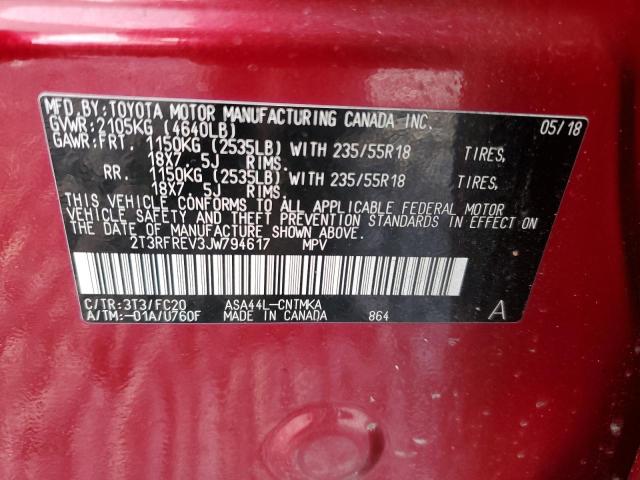 MFD.BY:TOYOTA MOTOR MANUFACTURING CANADA INC. 05/18
GVWR:2105KG (4640LB)
GAWR:FRT. 1150KG (2535LB) WITH 235/55R18 TIRES,
18X7.5J RIMS.
RR. 1150KG (2535LB) WITH 235/55R18 TIRES,
18X7.5J RIMS.
THIS VEHICLE CONFORMS TO ALL APPLICABLE FEDERAL MOTOR
VEHICLE SAFETY AND THEFT PREVENTION STANDARDS IN EFFECT ON
THE DATE OF MANUFACTURE SHOWN ABOVE.
2T3RFREV3JW794617 MPV
C/TR:3T3/FC20 ASA44L-CNTMKA
A/TM:-01A/U760F MADE IN CANADA 864 A